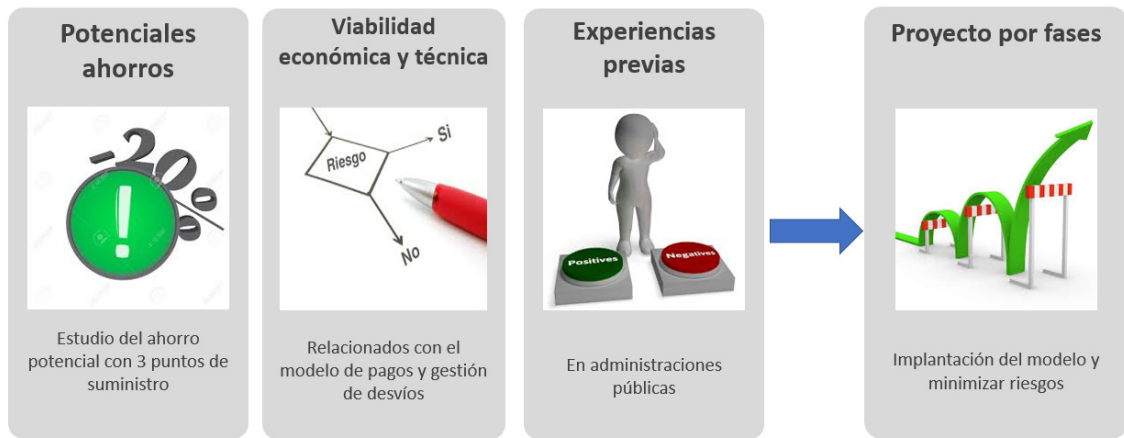 Potenciales
ahorros
-20%
Estudio del ahorro
potencial con 3 puntos de
suministro
Viabilidad
económica y técnica
Riesgo
Si
No
Relacionados con el
modelo de pagos y gestión
de desvíos
Experiencias
previas
Positives
Negatives
En administraciones
públicas
Proyecto por fases
Implantación del modelo y
minimizar riesgos